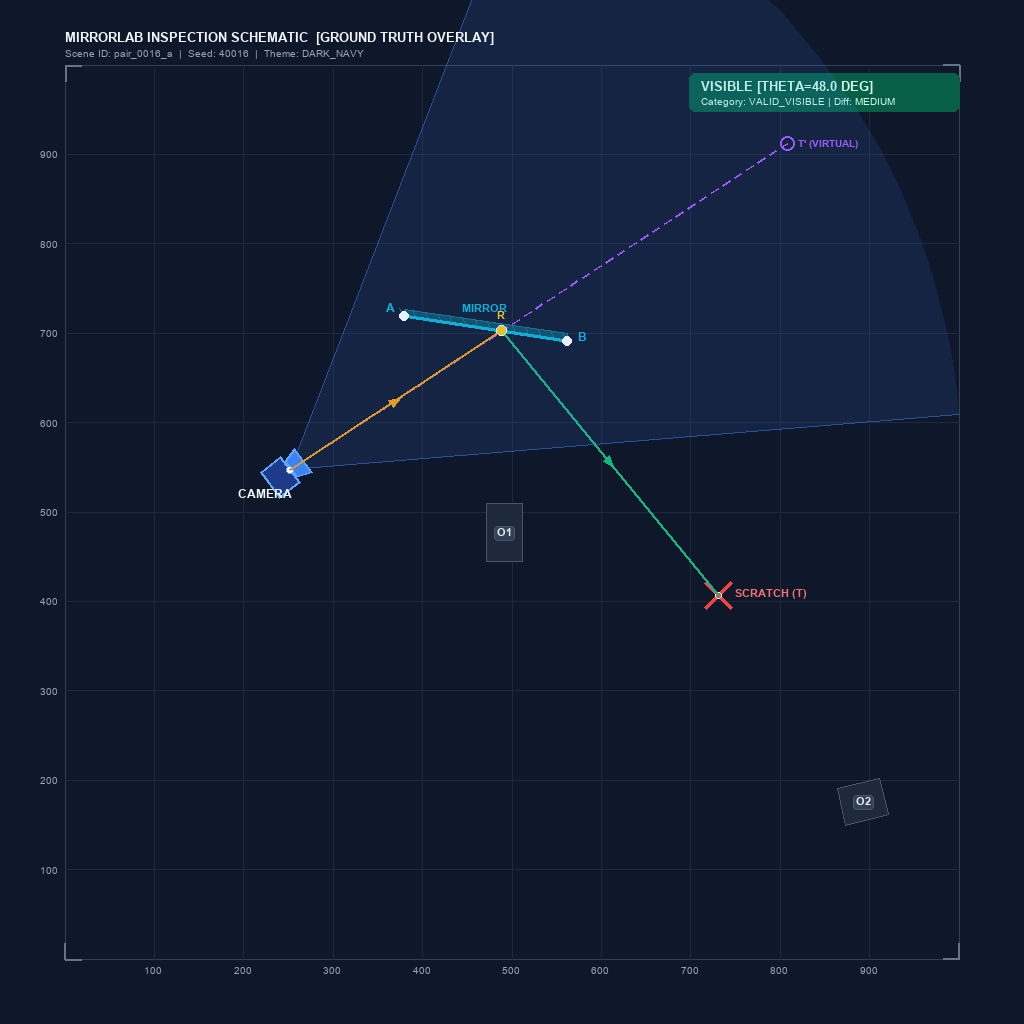 MIRRORLAB INSPECTION SCHEMATIC [GROUND TRUTH OVERLAY]
Scene ID: pair_0016_a | Seed: 40016 | Theme: DARK_NAVY
VISIBLE [THETA=48.0 DEG]
Category: VALID_VISIBLE | Diff: MEDIUM
T' (VIRTUAL)
A
MIRROR
R
B
CAMERA
O1
SCRATCH (T)
O2
900
800
700
600
500
400
300
200
100
100 200 300 400 500 600 700 800 900